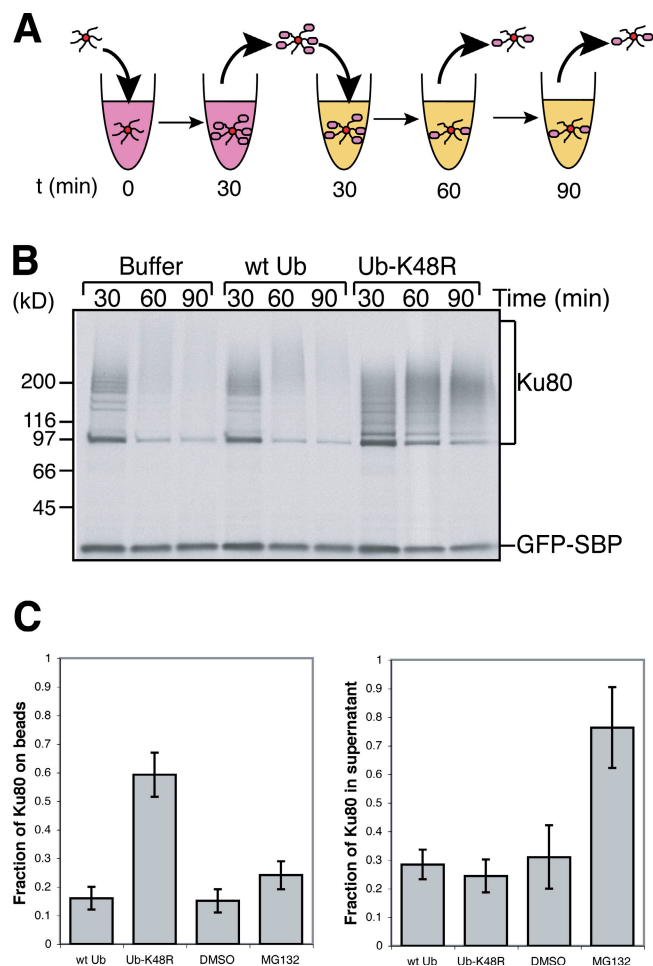 A
t (min) 0 30 30 60 90
B
Buffer wt Ub Ub-K48R
(kD) 30 60 90 30 60 90 30 60 90 Time (min)
200
116
97
66
45
Ku80
GFP-SBP
C
Fraction of Ku80 on beads
1
0.9
0.8
0.7
0.6
0.5
0.4
0.3
0.2
0.1
0
wt Ub Ub-K48R DMSO MG132
Fraction of Ku80 in supernatant
1
0.9
0.8
0.7
0.6
0.5
0.4
0.3
0.2
0.1
0
wt Ub Ub-K48R DMSO MG132